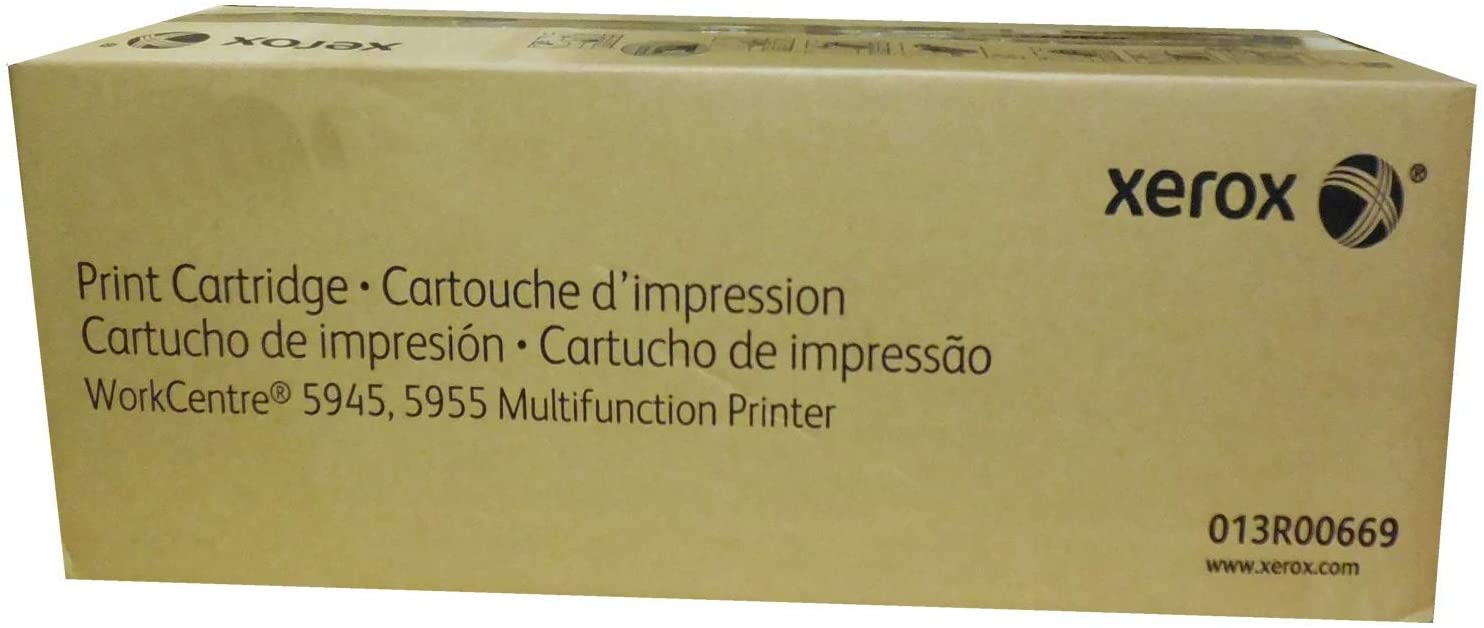 xerox
xerox ®
Print Cartridge • Cartouche d'impression
Cartucho de impresión • Cartucho de impressão
WorkCentre® 5945, 5955 Multifunction Printer
013R00669
www.xerox.com